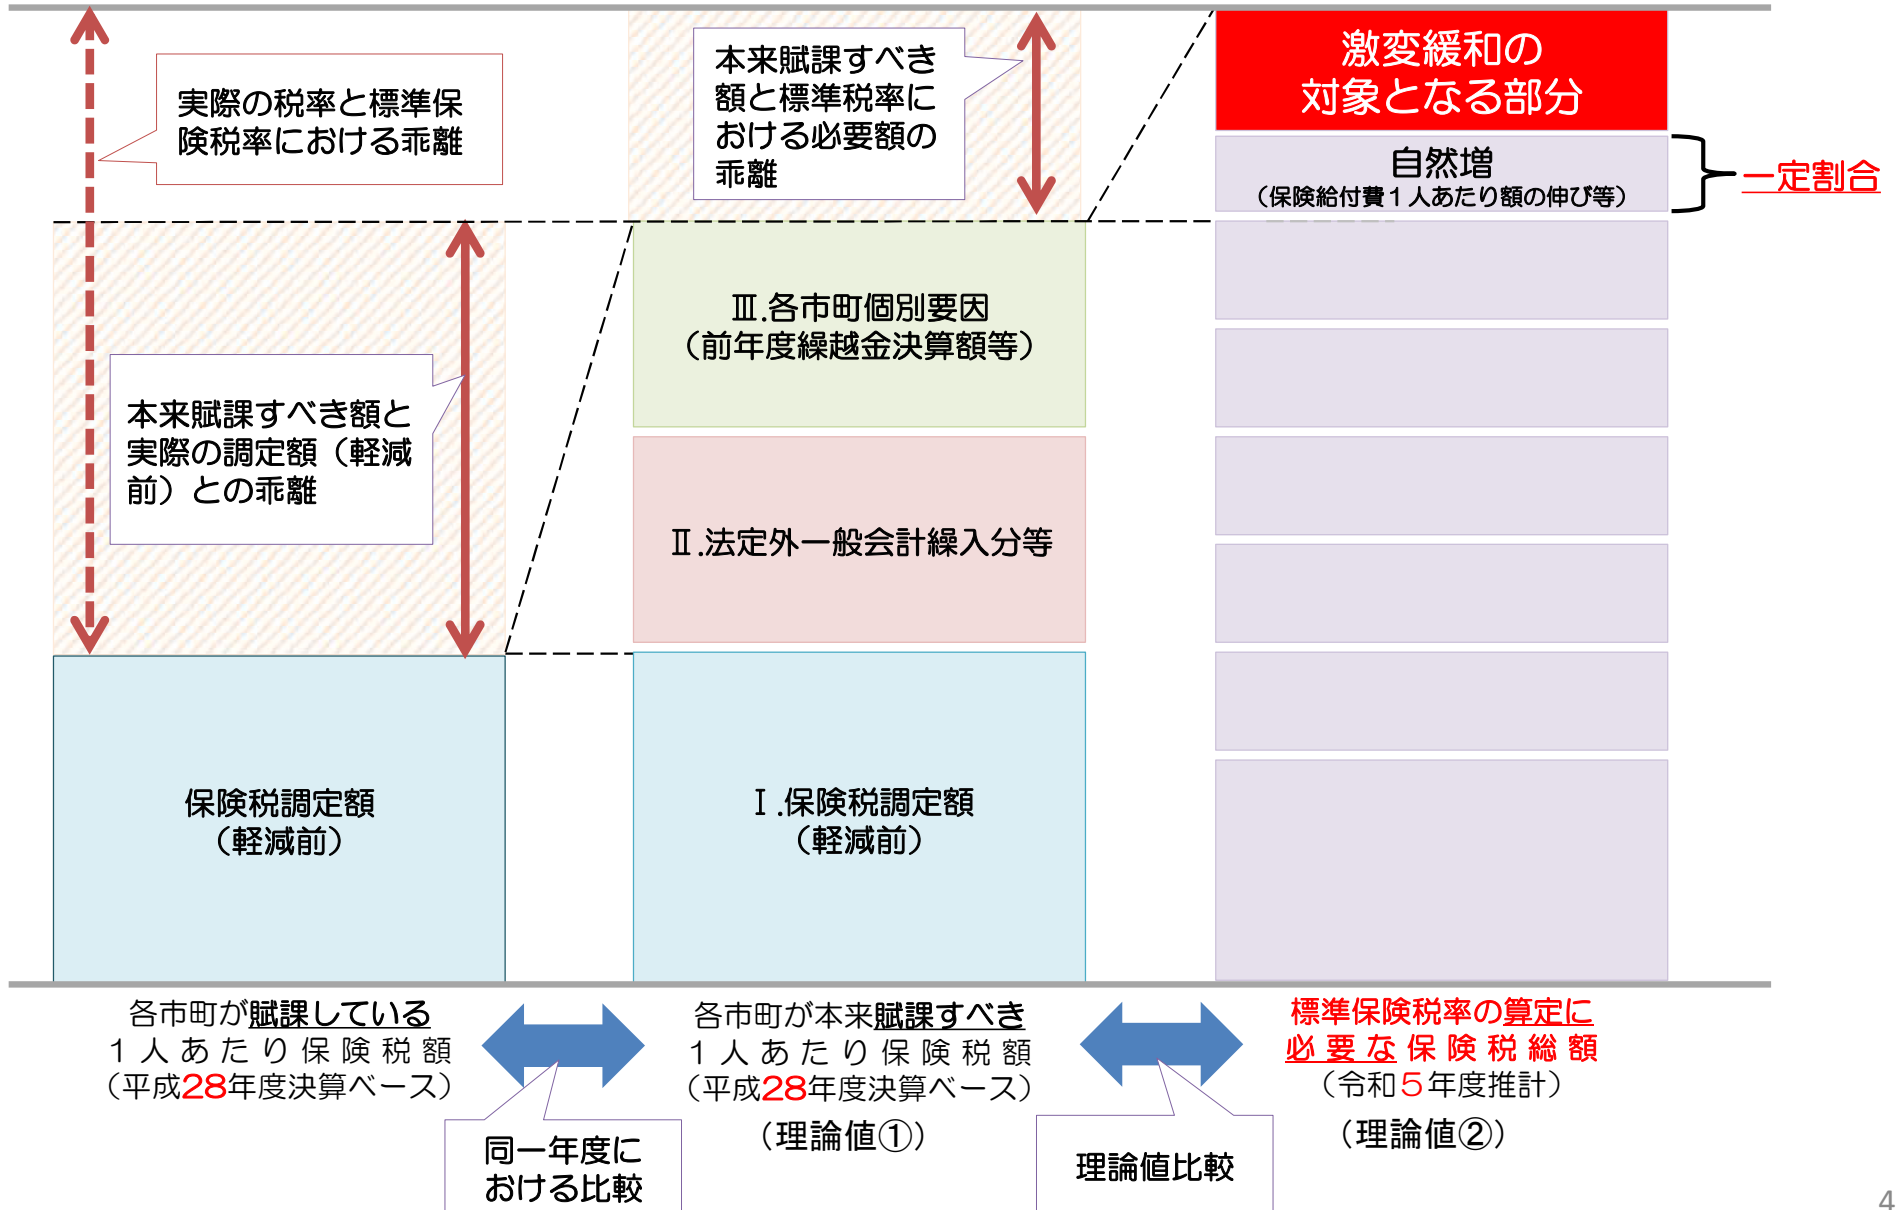 実際の税率と標準保
険税率における乖離
本来賦課すべき
額と標準税率に
おける必要額の
乖離
激変緩和の
対象となる部分
自然増
（保険給付費１人あたり額の伸び等）
一定割合
本来賦課すべき額と
実際の調定額（軽減
前）との乖離
Ⅲ.各市町個別要因
（前年度繰越金決算額等）
Ⅱ.法定外一般会計繰入分等
保険税調定額
（軽減前）
Ⅰ.保険税調定額
（軽減前）
各市町が賦課している
１人あたり保険税額
（平成28年度決算ベース）
各市町が本来賦課すべき
１人あたり保険税額
（平成28年度決算ベース）
（理論値①）
標準保険税率の算定に
必要な保険税総額
（令和５年度推計）
（理論値②）
同一年度に
おける比較
理論値比較
4